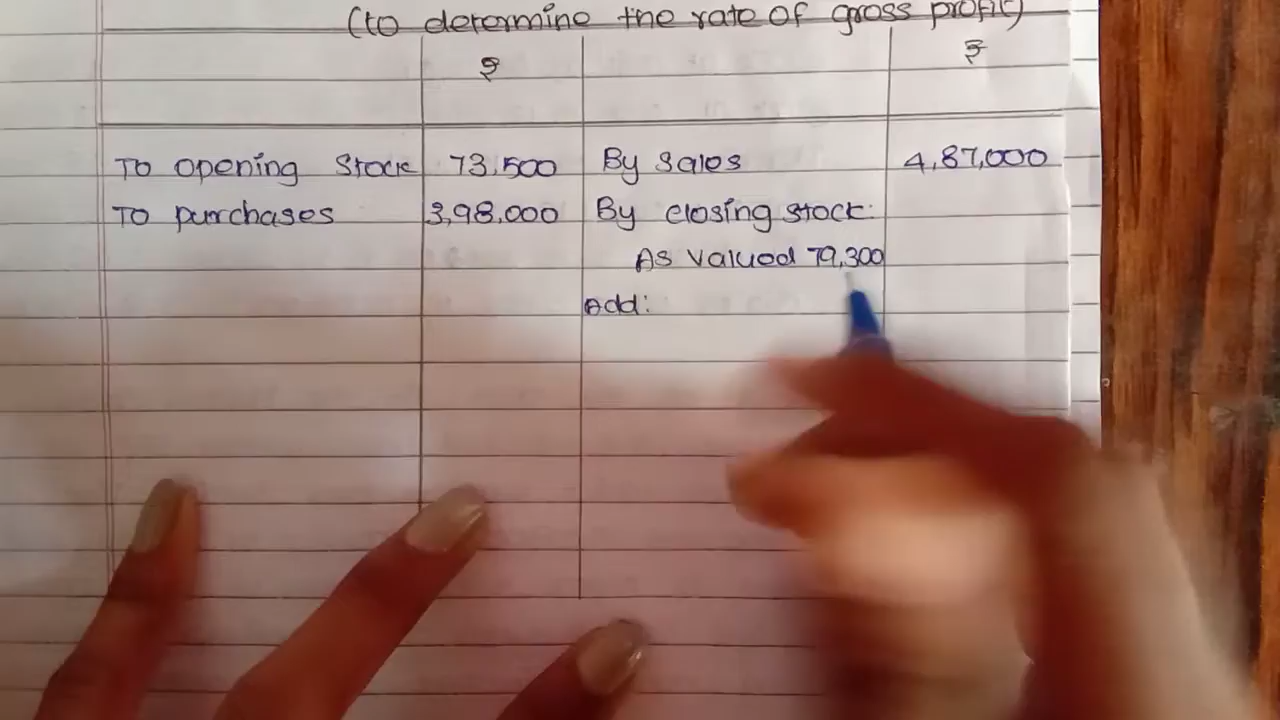 (to determine the rate of gross profit)
₹ ₹
To opening Stock 73,500 By sales 4,87,000
To purchases 3,98,000 By closing stock:
As valued 79,300
Add: